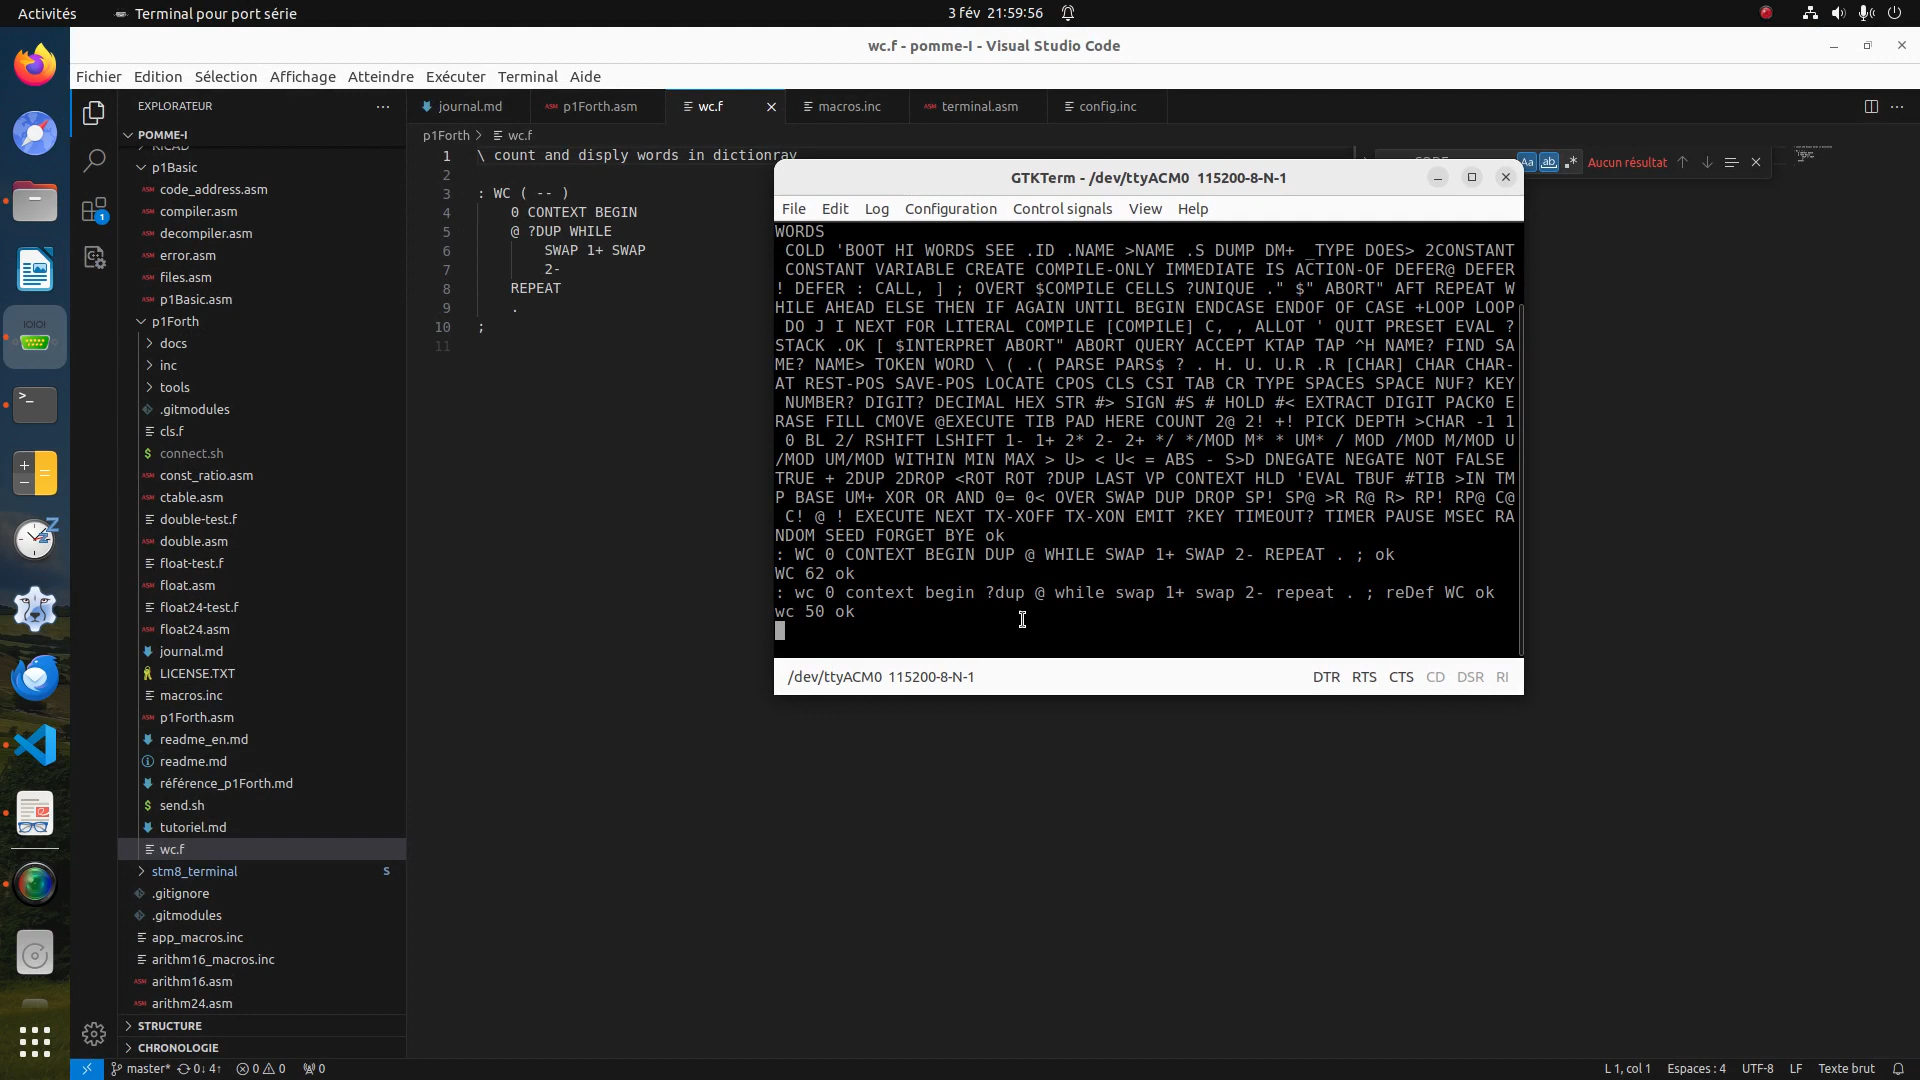 Activités
Terminal pour port série
3 fév 21:59:56
wc.f - pomme-I - Visual Studio Code
Fichier Edition Sélection Affichage Atteindre Exécuter Terminal Aide
EXPLORATEUR
journal.md
p1Forth.asm
wc.f
macros.inc
terminal.asm
config.inc
POMME-I
p1Basic
code_address.asm
compiler.asm
decompiler.asm
error.asm
files.asm
p1Basic.asm
p1Forth
docs
inc
tools
.gitmodules
cls.f
connect.sh
const_ratio.asm
ctable.asm
double-test.f
double.asm
float-test.f
float.asm
float24-test.f
float24.asm
journal.md
LICENSE.TXT
macros.inc
p1Forth.asm
readme_en.md
readme.md
référence_p1Forth.md
send.sh
tutoriel.md
wc.f
stm8_terminal S
.gitignore
.gitmodules
app_macros.inc
arithm16_macros.inc
arithm16.asm
arithm24.asm
STRUCTURE
CHRONOLOGIE
p1Forth > wc.f
1 \ count and disply words in dictionray
2
3 : WC ( -- )
4 0 CONTEXT BEGIN
5 @ ?DUP WHILE
6 SWAP 1+ SWAP
7 2-
8 REPEAT
9 .
10 ;
11
Aa ab .* Aucun résultat
GTKTerm - /dev/ttyACM0 115200-8-N-1
File Edit Log Configuration Control signals View Help
WORDS
COLD 'BOOT HI WORDS SEE .ID .NAME >NAME .S DUMP DM+ _TYPE DOES> 2CONSTANT
CONSTANT VARIABLE CREATE COMPILE-ONLY IMMEDIATE IS ACTION-OF DEFER@ DEFER
! DEFER : CALL, ] ; OVERT $COMPILE CELLS ?UNIQUE ." $" ABORT" AFT REPEAT W
HILE AHEAD ELSE THEN IF AGAIN UNTIL BEGIN ENDCASE ENDOF OF CASE +LOOP LOOP
DO J I NEXT FOR LITERAL COMPILE [COMPILE] C, , ALLOT ' QUIT PRESET EVAL ?
STACK .OK [ $INTERPRET ABORT" ABORT QUERY ACCEPT KTAP TAP ^H NAME? FIND SA
ME? NAME> TOKEN WORD \ ( .( PARSE PARS$ ? . H. U. U.R .R [CHAR] CHAR CHAR-
AT REST-POS SAVE-POS LOCATE CPOS CLS CSI TAB CR TYPE SPACES SPACE NUF? KEY
NUMBER? DIGIT? DECIMAL HEX STR #> SIGN #S # HOLD #< EXTRACT DIGIT PACK0 E
RASE FILL CMOVE @EXECUTE TIB PAD HERE COUNT 2@ 2! +! PICK DEPTH >CHAR -1 1
0 BL 2/ RSHIFT LSHIFT 1- 1+ 2* 2- 2+ */ */MOD M* * UM* / MOD /MOD M/MOD U
/MOD UM/MOD WITHIN MIN MAX > U> < U< = ABS - S>D DNEGATE NEGATE NOT FALSE
TRUE + 2DUP 2DROP <ROT ROT ?DUP LAST VP CONTEXT HLD 'EVAL TBUF #TIB >IN TM
P BASE UM+ XOR OR AND 0= 0< OVER SWAP DUP DROP SP! SP@ >R R@ R> RP! RP@ C@
C! @ ! EXECUTE NEXT TX-XOFF TX-XON EMIT ?KEY TIMEOUT? TIMER PAUSE MSEC RA
NDOM SEED FORGET BYE ok
: WC 0 CONTEXT BEGIN DUP @ WHILE SWAP 1+ SWAP 2- REPEAT . ; ok
WC 62 ok
: wc 0 context begin ?dup @ while swap 1+ swap 2- repeat . ; reDef WC ok
wc 50 ok
/dev/ttyACM0 115200-8-N-1
DTR RTS CTS CD DSR RI
master* 0↓ 4↑ 0 0 0
L 1, col 1 Espaces : 4 UTF-8 LF Texte brut